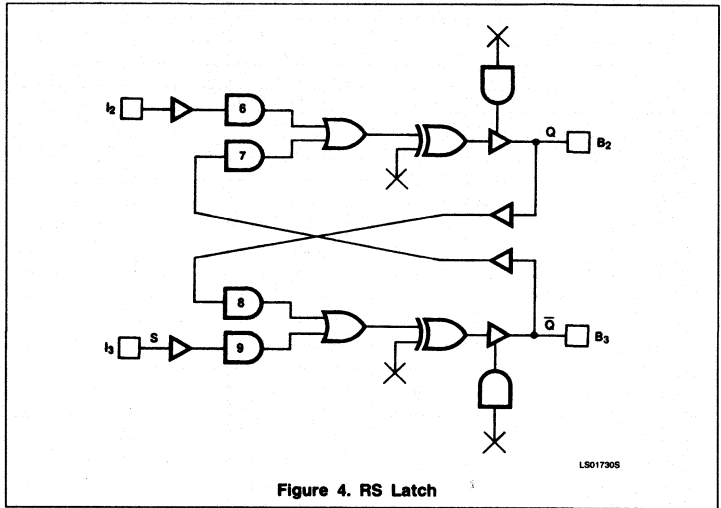 Q
I2
6
B2
7
8
Q̅
I3
S
9
B3
LS01730S
Figure 4. RS Latch